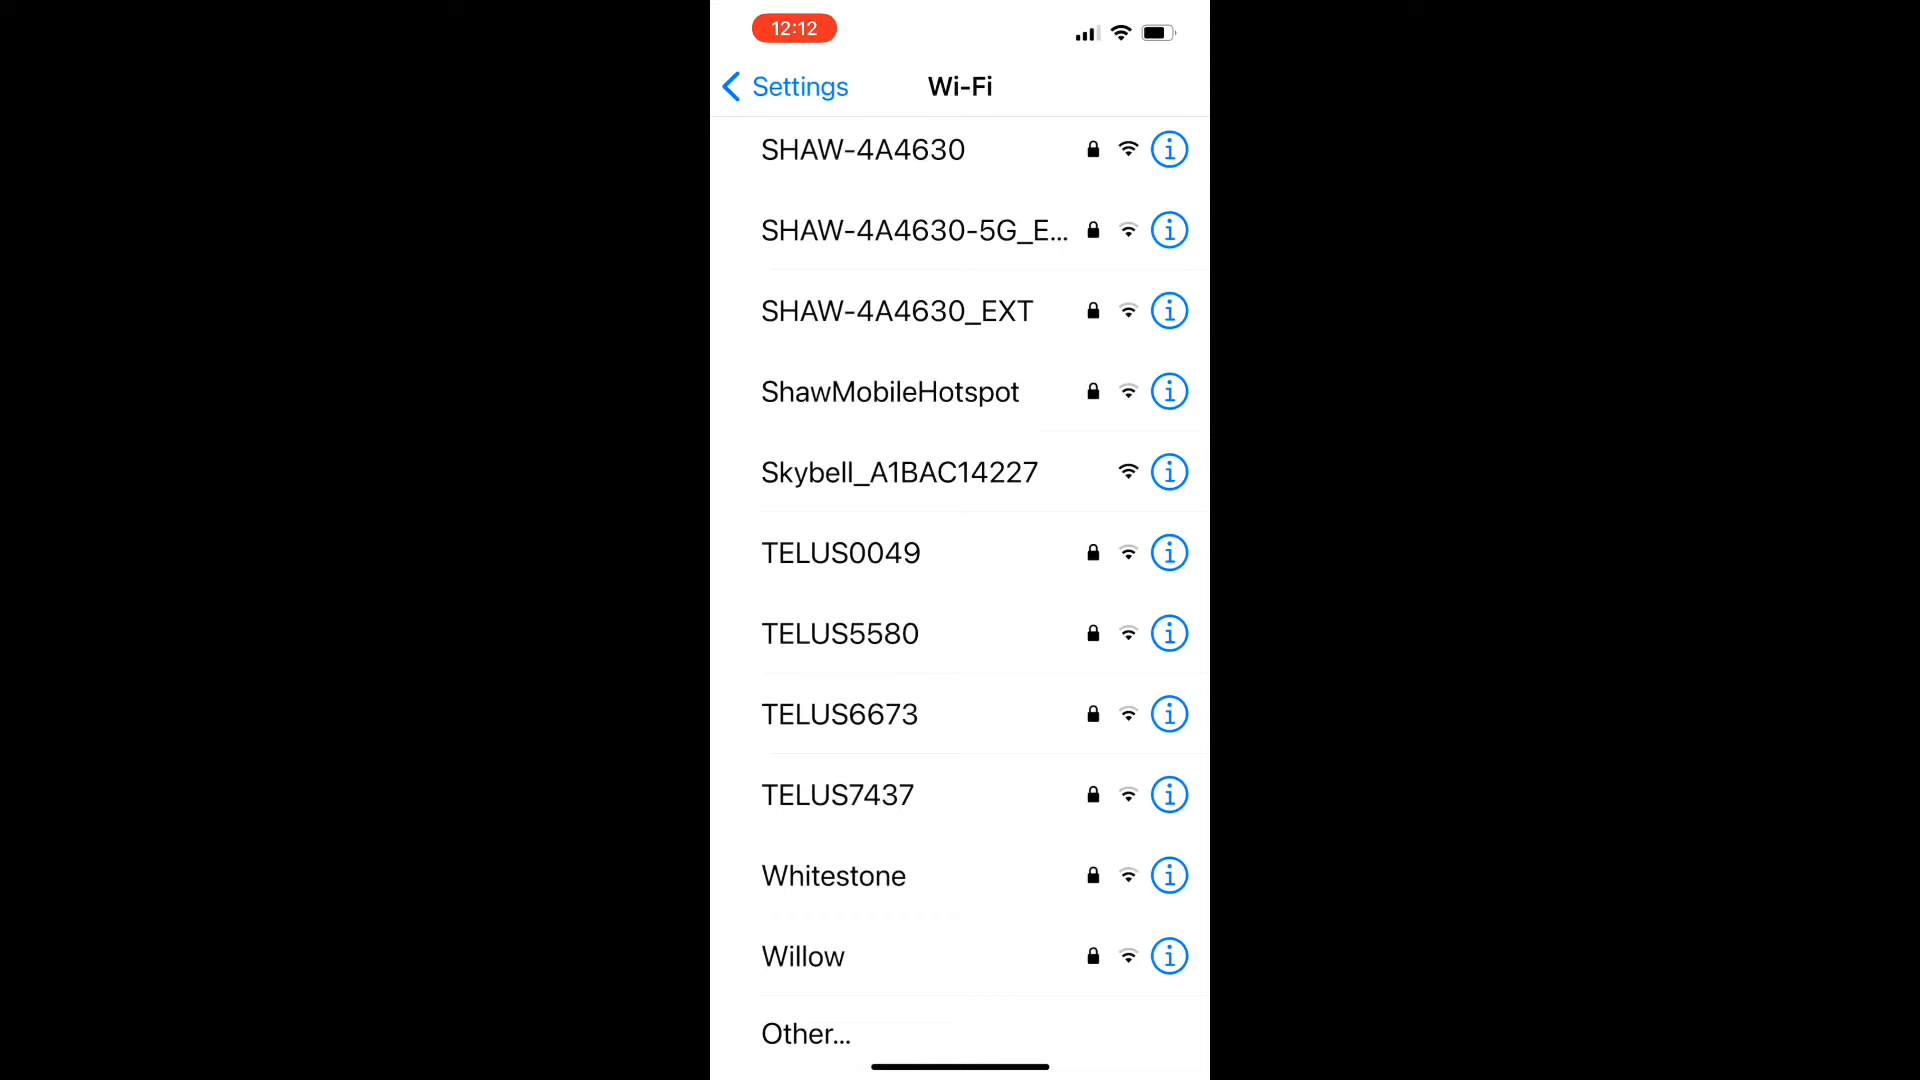 12:12
Settings
Wi-Fi
SHAW-4A4630
SHAW-4A4630-5G_E...
SHAW-4A4630_EXT
ShawMobileHotspot
Skybell_A1BAC14227
TELUS0049
TELUS5580
TELUS6673
TELUS7437
Whitestone
Willow
Other...